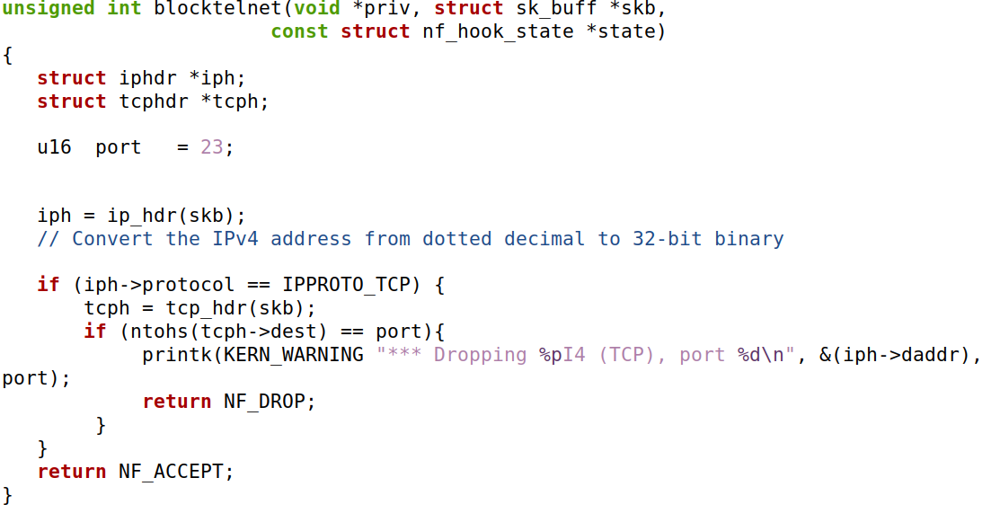 unsigned int blocktelnet(void *priv, struct sk_buff *skb,
                       const struct nf_hook_state *state)
{
   struct iphdr *iph;
   struct tcphdr *tcph;

   u16  port   = 23;


   iph = ip_hdr(skb);
   // Convert the IPv4 address from dotted decimal to 32-bit binary

   if (iph->protocol == IPPROTO_TCP) {
       tcph = tcp_hdr(skb);
       if (ntohs(tcph->dest) == port){
            printk(KERN_WARNING "*** Dropping %pI4 (TCP), port %d\n", &(iph->daddr),
port);
            return NF_DROP;
        }
   }
   return NF_ACCEPT;
}